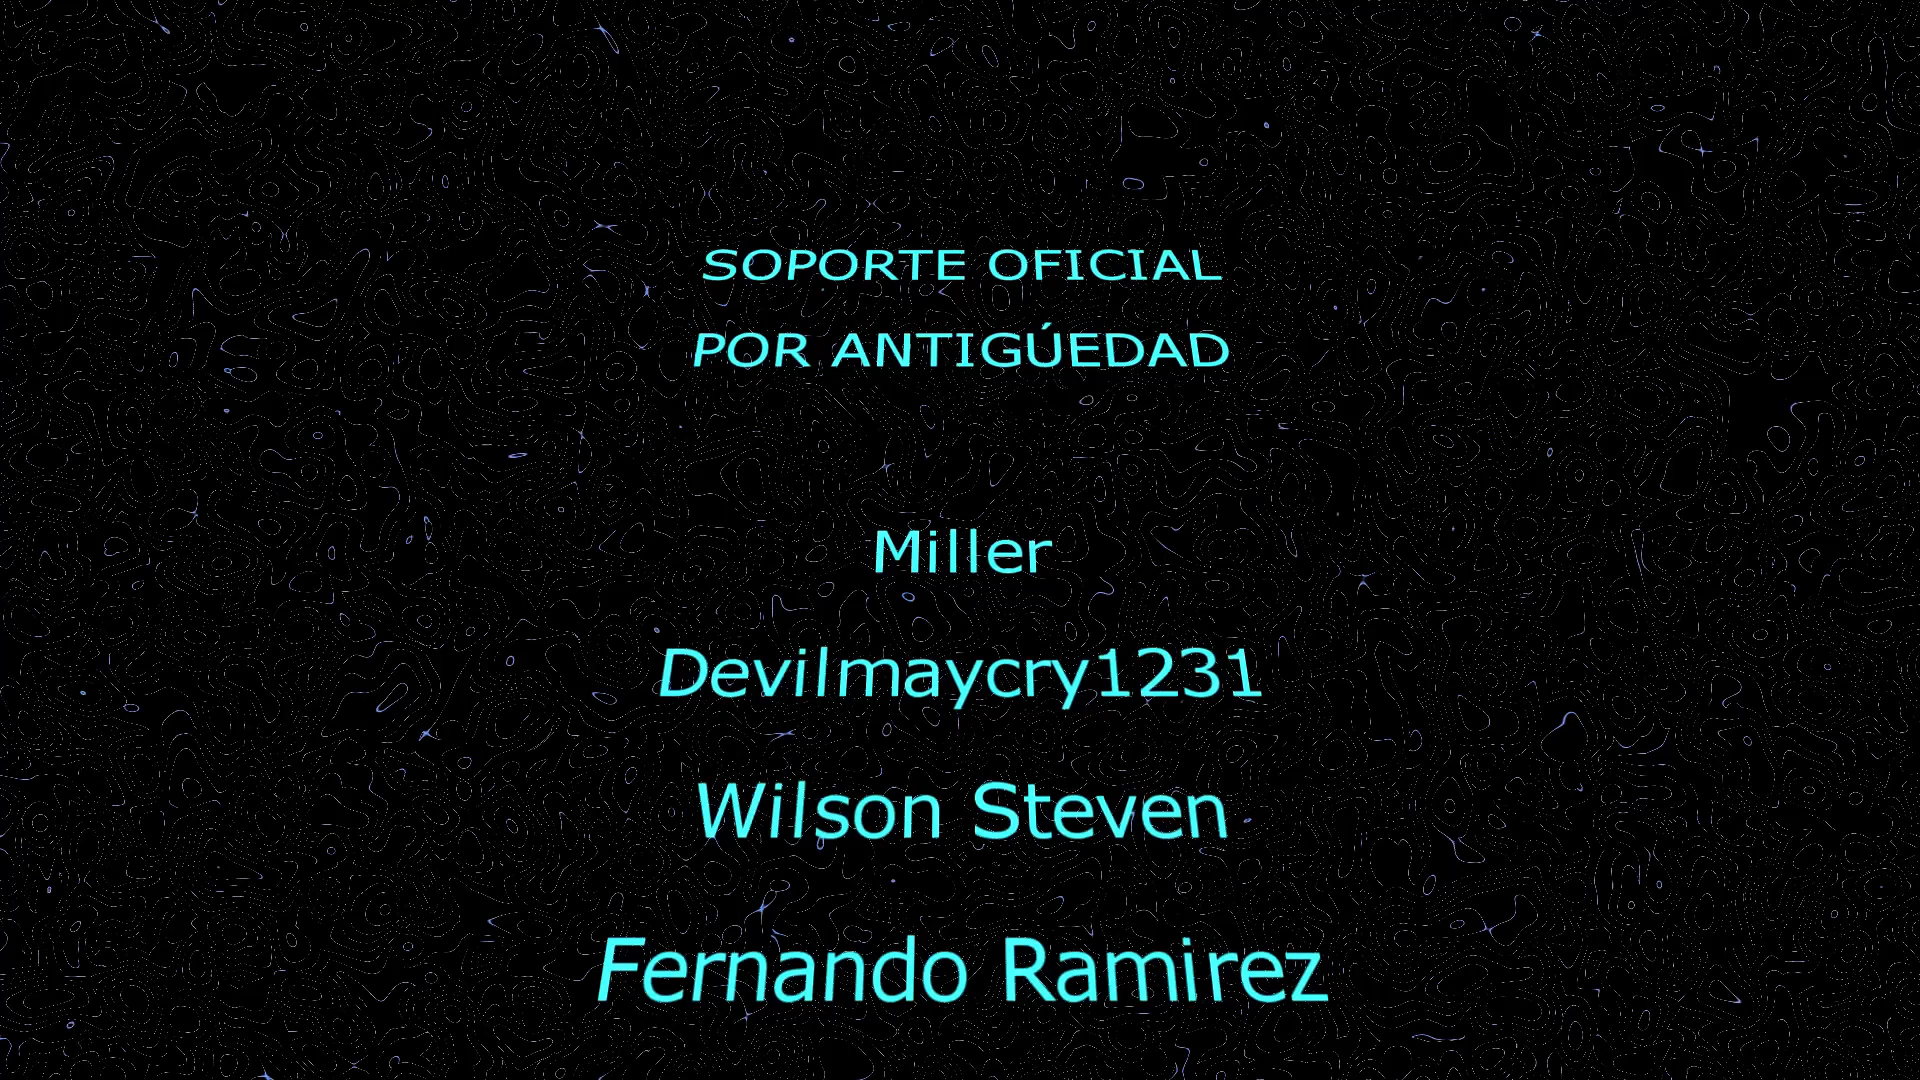 SOPORTE OFICIAL
POR ANTIGÚEDAD
Miller
Devilmaycry1231
Wilson Steven
Fernando Ramirez